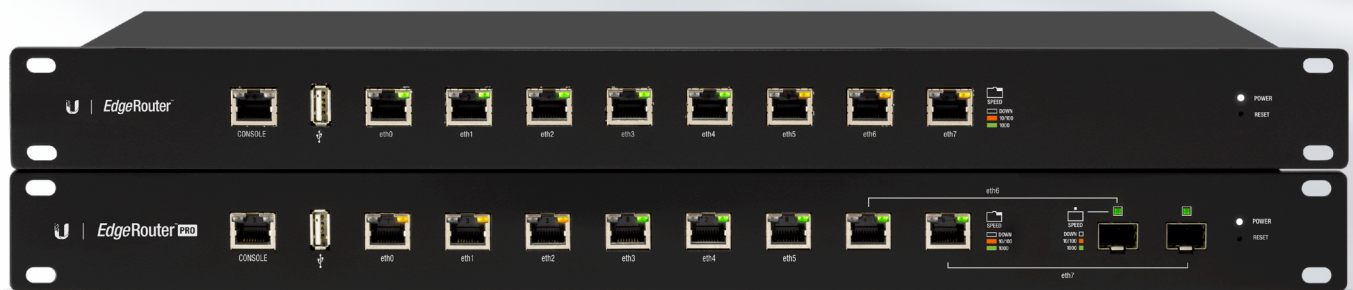 U | EdgeRouter™
CONSOLE
eth0
eth1
eth2
eth3
eth4
eth5
eth6
eth7
SPEED
DOWN
10/100
1000
POWER
RESET
U | EdgeRouter™ PRO
CONSOLE
eth0
eth1
eth2
eth3
eth4
eth5
eth6
eth7
SPEED
DOWN
10/100
1000
SPEED
DOWN
10/100
1000
POWER
RESET